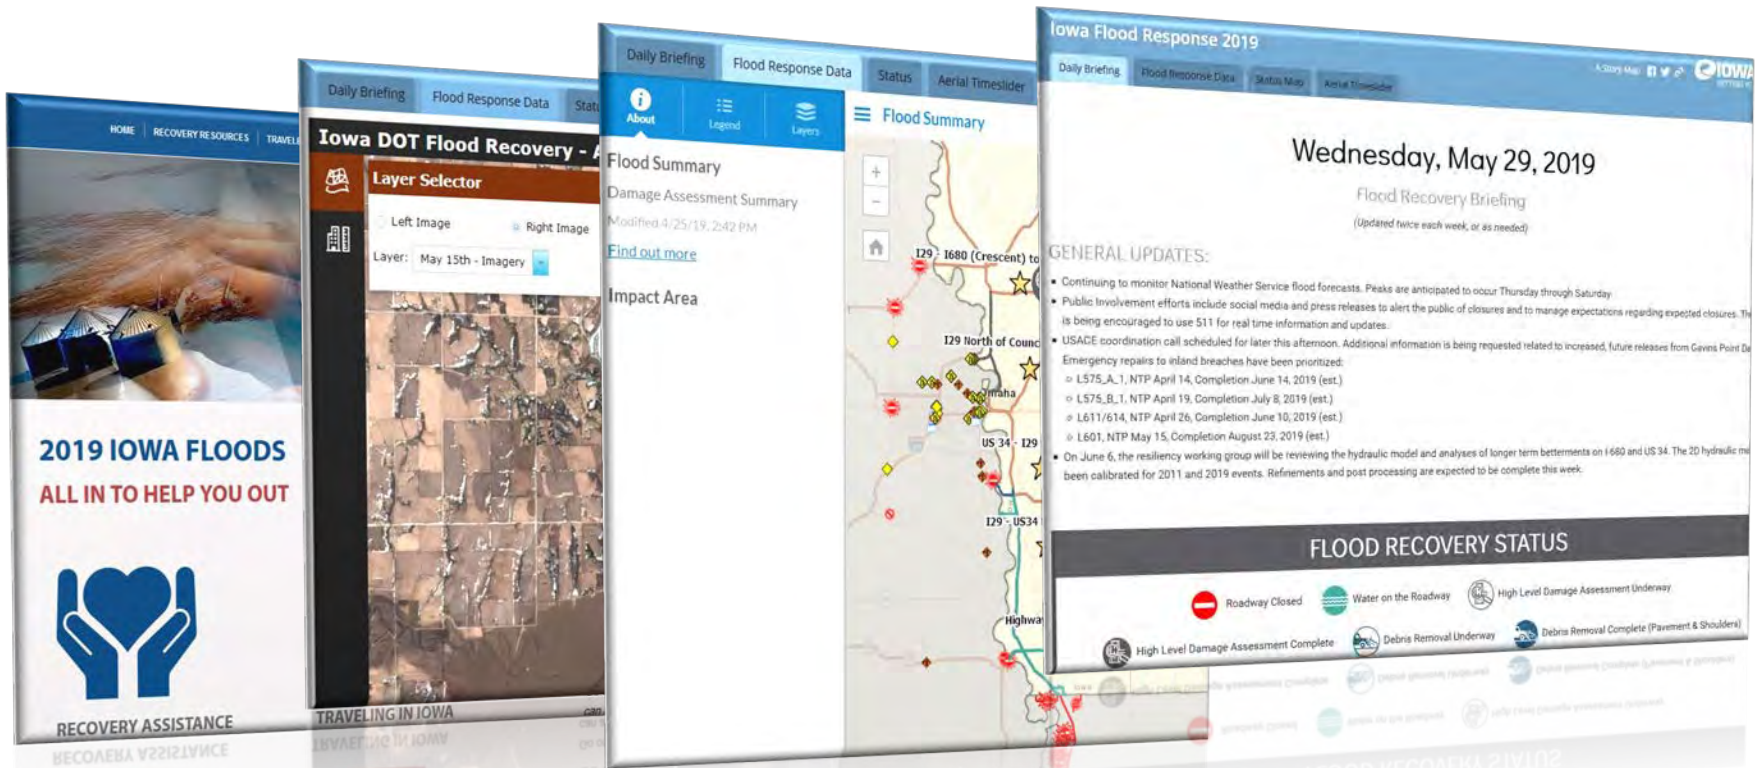 HOME
RECOVERY RESOURCES
2019 IOWA FLOODS
ALL IN TO HELP YOU OUT
RECOVERY ASSISTANCE
Daily Briefing
Flood Response Data
Iowa DOT Flood Recovery -
Layer Selector
Left Image
Right Image
Layer: May 15th - Imagery
TRAVELING IN IOWA
Daily Briefing
Flood Response Data
Status
Aerial Timeslider
About
Legend
Layers
Flood Summary
Flood Summary
Damage Assessment Summary
Modified 4/25/19, 2:42 PM
Find out more
Impact Area
I29 - I680 (Crescent) to
I29 North of Counc
US 34 - I29
I29 - US34
Highwa
Iowa Flood Response 2019
Daily Briefing
Flood Response Data
Status Map
Aerial Timeslider
A Story Map
Wednesday, May 29, 2019
Flood Recovery Briefing
(Updated twice each week, or as needed)
GENERAL UPDATES:
Continuing to monitor National Weather Service flood forecasts. Peaks are anticipated to occur Thursday through Saturday
Public Involvement efforts include social media and press releases to alert the public of closures and to manage expectations regarding expected closures.
is being encouraged to use 511 for real time information and updates.
USACE coordination call scheduled for later this afternoon. Additional information is being requested related to increased, future releases from Gavins Point
Emergency repairs to inland breaches have been prioritized:
L575_A_1, NTP April 14, Completion June 14, 2019 (est.)
L575_B_1, NTP April 19, Completion July 8, 2019 (est.)
L611/614, NTP April 26, Completion June 10, 2019 (est.)
L601, NTP May 15, Completion August 23, 2019 (est.)
On June 6, the resiliency working group will be reviewing the hydraulic model and analyses of longer term betterments on I-680 and US 34. The 2D hydraulic
been calibrated for 2011 and 2019 events. Refinements and post processing are expected to be complete this week.
FLOOD RECOVERY STATUS
Roadway Closed
Water on the Roadway
High Level Damage Assessment Underway
High Level Damage Assessment Complete
Debris Removal Underway
Debris Removal Complete (Pavement & Shoulders)